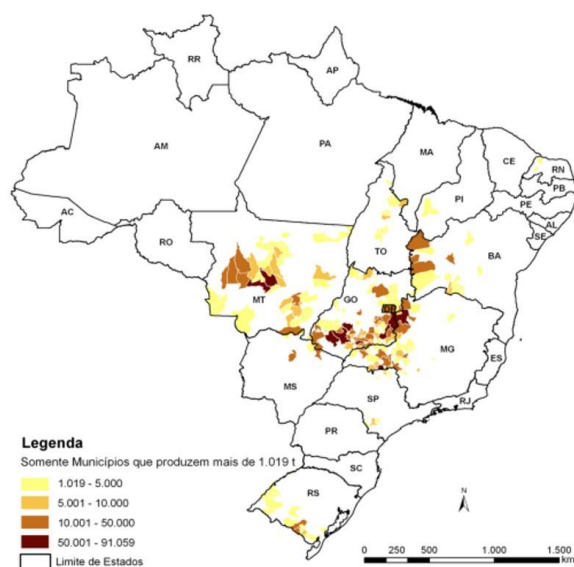 RR
AP
AM
PA
MA
CE
RN
PB
PI
PE
AL
SE
AC
TO
RO
BA
MT
GO
DF
MG
ES
MS
SP
RJ
PR
SC
RS
Legenda
Somente Municípios que produzem mais de 1.019 t
1.019 - 5.000
5.001 - 10.000
10.001 - 50.000
50.001 - 91.059
Limite de Estados
N
0 500 1.000 1.500
km